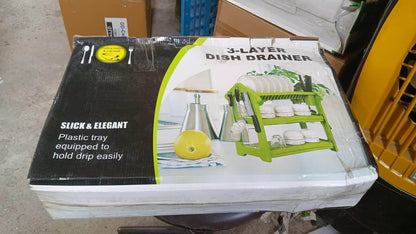 3-LAYER
DISH DRAINER
SLICK & ELEGANT
Plastic tray
equipped to
hold drip easily